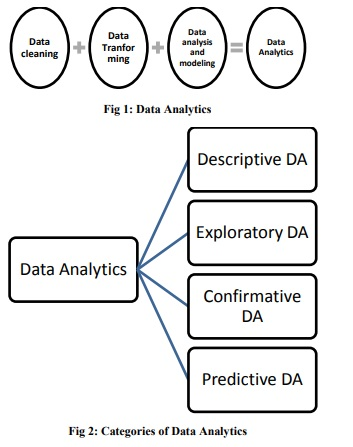 Data
cleaning
+
Data
Tranfor
ming
+
Data
analysis
and
modeling
=
Data
Analytics
Fig 1: Data Analytics
Data Analytics
Descriptive DA
Exploratory DA
Confirmative
DA
Predictive DA
Fig 2: Categories of Data Analytics